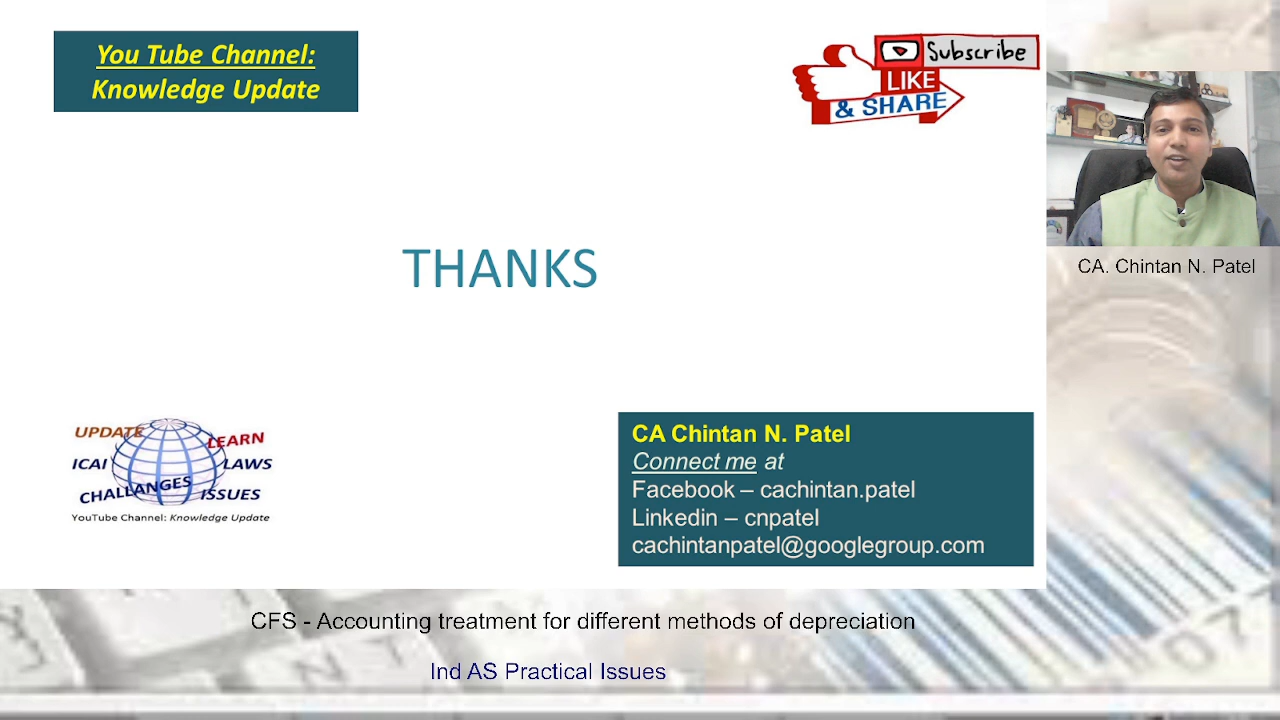 You Tube Channel:
Knowledge Update
Subscribe
LIKE
& SHARE
CA. Chintan N. Patel
THANKS
UPDATE
LEARN
ICAI
LAWS
CHALLANGES
ISSUES
YouTube Channel: Knowledge Update
CA Chintan N. Patel
Connect me at
Facebook – cachintan.patel
Linkedin – cnpatel
cachintanpatel@googlegroup.com
CFS - Accounting treatment for different methods of depreciation
Ind AS Practical Issues